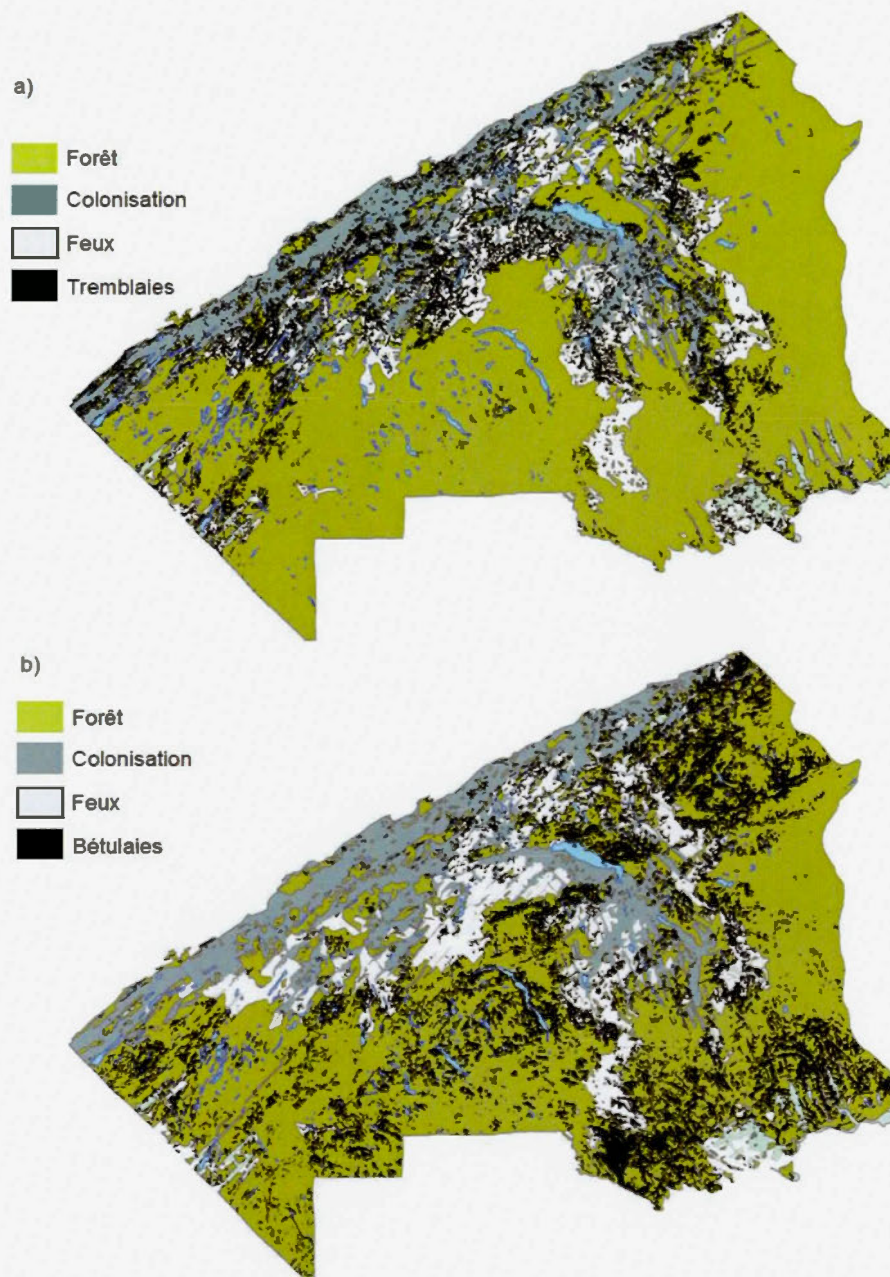 a)
Forêt
Colonisation
Feux
Tremblaies
b)
Forêt
Colonisation
Feux
Bétulaies